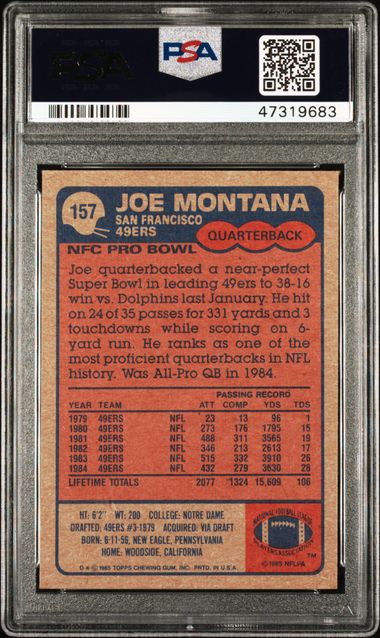 PSA
PSA
47319683
157
JOE MONTANA
SAN FRANCISCO
49ERS
QUARTERBACK
NFC PRO BOWL
Joe quarterbacked a near-perfect
Super Bowl in leading 49ers to 38-16
win vs. Dolphins last January. He hit
on 24 of 35 passes for 331 yards and 3
touchdowns while scoring on 6-
yard run. He ranks as one of the
most proficient quarterbacks in NFL
history. Was All-Pro QB in 1984.
PASSING RECORD
YEAR TEAM ATT COMP YDS TDS
1979 49ERS NFL 23 13 96 1
1980 49ERS NFL 273 176 1795 15
1981 49ERS NFL 488 311 3565 19
1982 49ERS NFL 346 213 2613 17
1983 49ERS NFL 515 332 3910 26
1984 49ERS NFL 432 279 3630 28
LIFETIME TOTALS 2077 1324 15,609 106
HT: 6'2" WT: 200 COLLEGE: NOTRE DAME
DRAFTED: 49ERS #3-1979 ACQUIRED: VIA DRAFT
BORN: 6-11-56, NEW EAGLE, PENNSYLVANIA
HOME: WOODSIDE, CALIFORNIA
NATIONAL FOOTBALL LEAGUE
PLAYERS ASSOCIATION
TM
© 1985 NFLPA
D* © 1985 TOPPS CHEWING GUM, INC. PRTD. IN U.S.A.